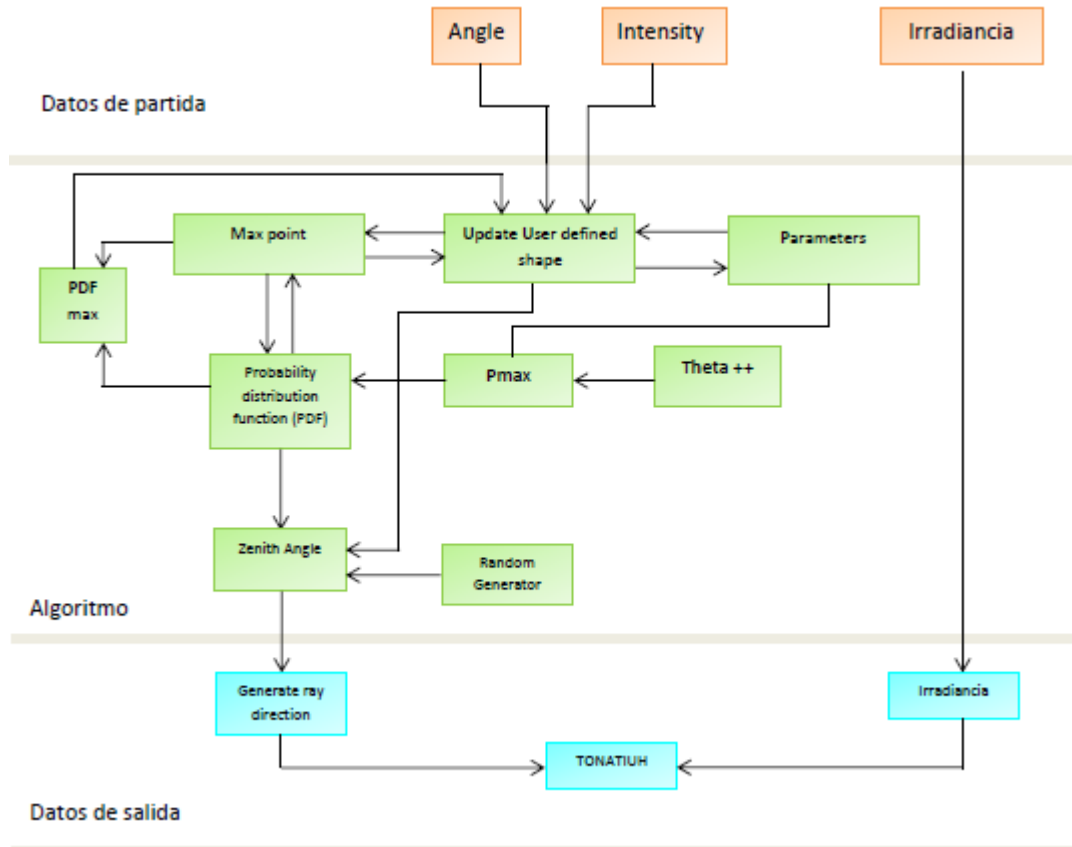 Angle
Intensity
Irradiancia
Datos de partida
Max point
Update User defined
shape
Parameters
PDF
max
Probability
distribution
function (PDF)
Pmax
Theta ++
Zenith Angle
Random
Generator
Algoritmo
Generate ray
direction
Irradiancia
TONATIUH
Datos de salida